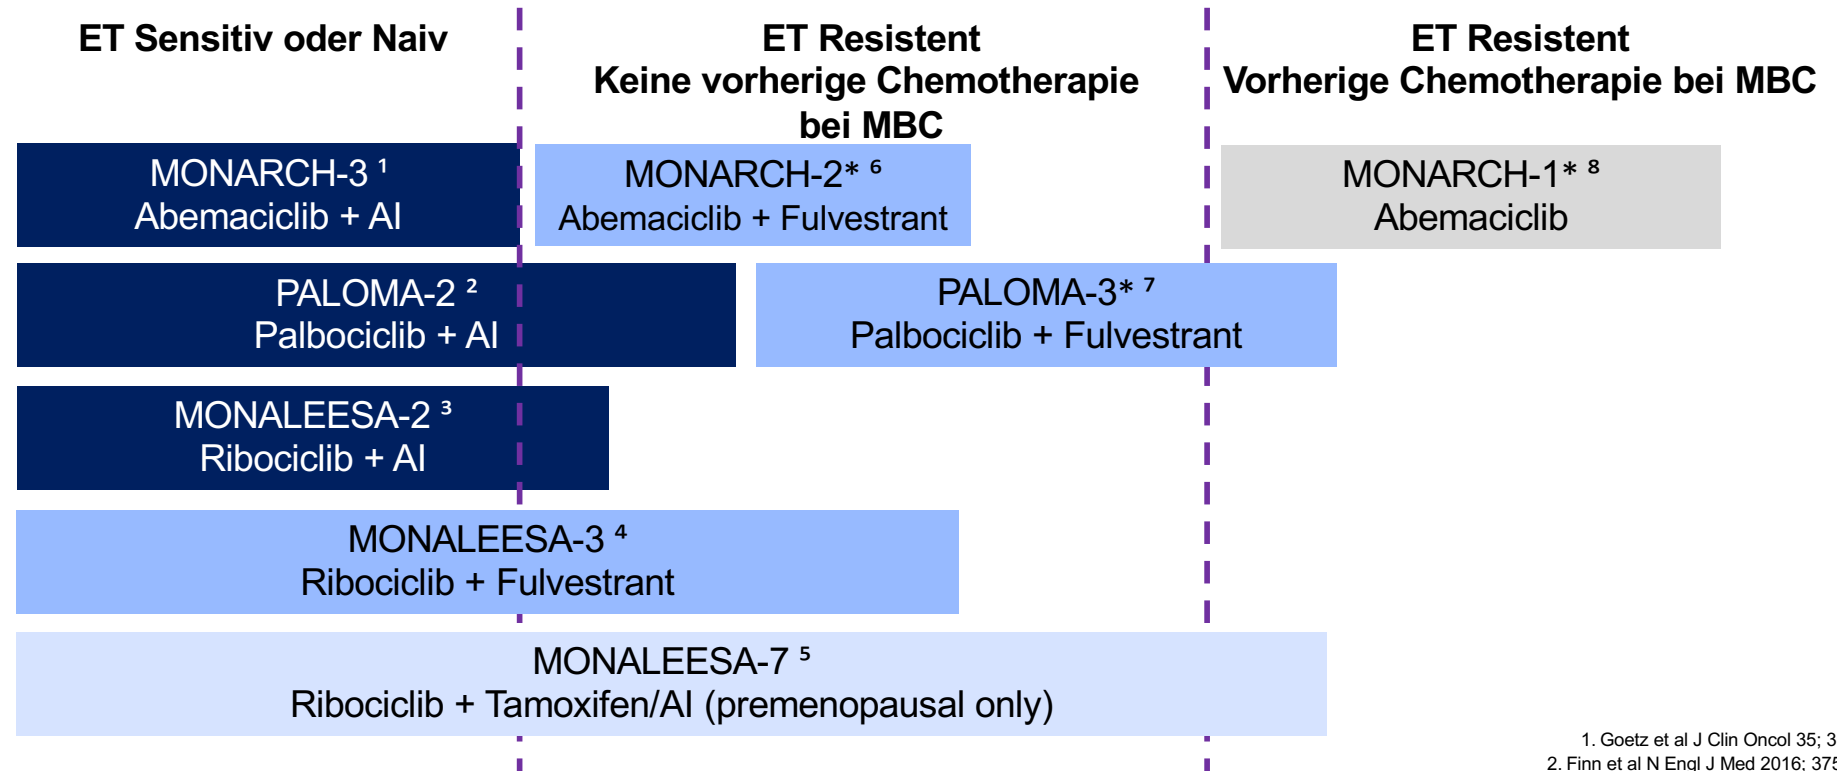 ET Sensitiv oder Naiv
ET Resistent
Keine vorherige Chemotherapie
bei MBC
ET Resistent
Vorherige Chemotherapie bei MBC
MONARCH-3 ¹
Abemaciclib + AI
MONARCH-2* ⁶
Abemaciclib + Fulvestrant
MONARCH-1* ⁸
Abemaciclib
PALOMA-2 ²
Palbociclib + AI
PALOMA-3* ⁷
Palbociclib + Fulvestrant
MONALEESA-2 ³
Ribociclib + AI
MONALEESA-3 ⁴
Ribociclib + Fulvestrant
MONALEESA-7 ⁵
Ribociclib + Tamoxifen/AI (premenopausal only)
1. Goetz et al J Clin Oncol 35; 3
2. Finn et al N Engl J Med 2016; 375